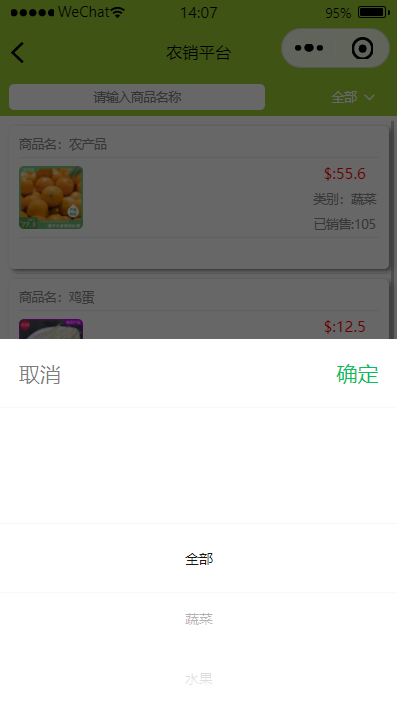 WeChat 14:07 95%
农销平台
请输入商品名称 全部
商品名：农产品
$:55.6
类别：蔬菜
已销售:105
商品名：鸡蛋
$:12.5
取消 确定
全部
蔬菜
水果